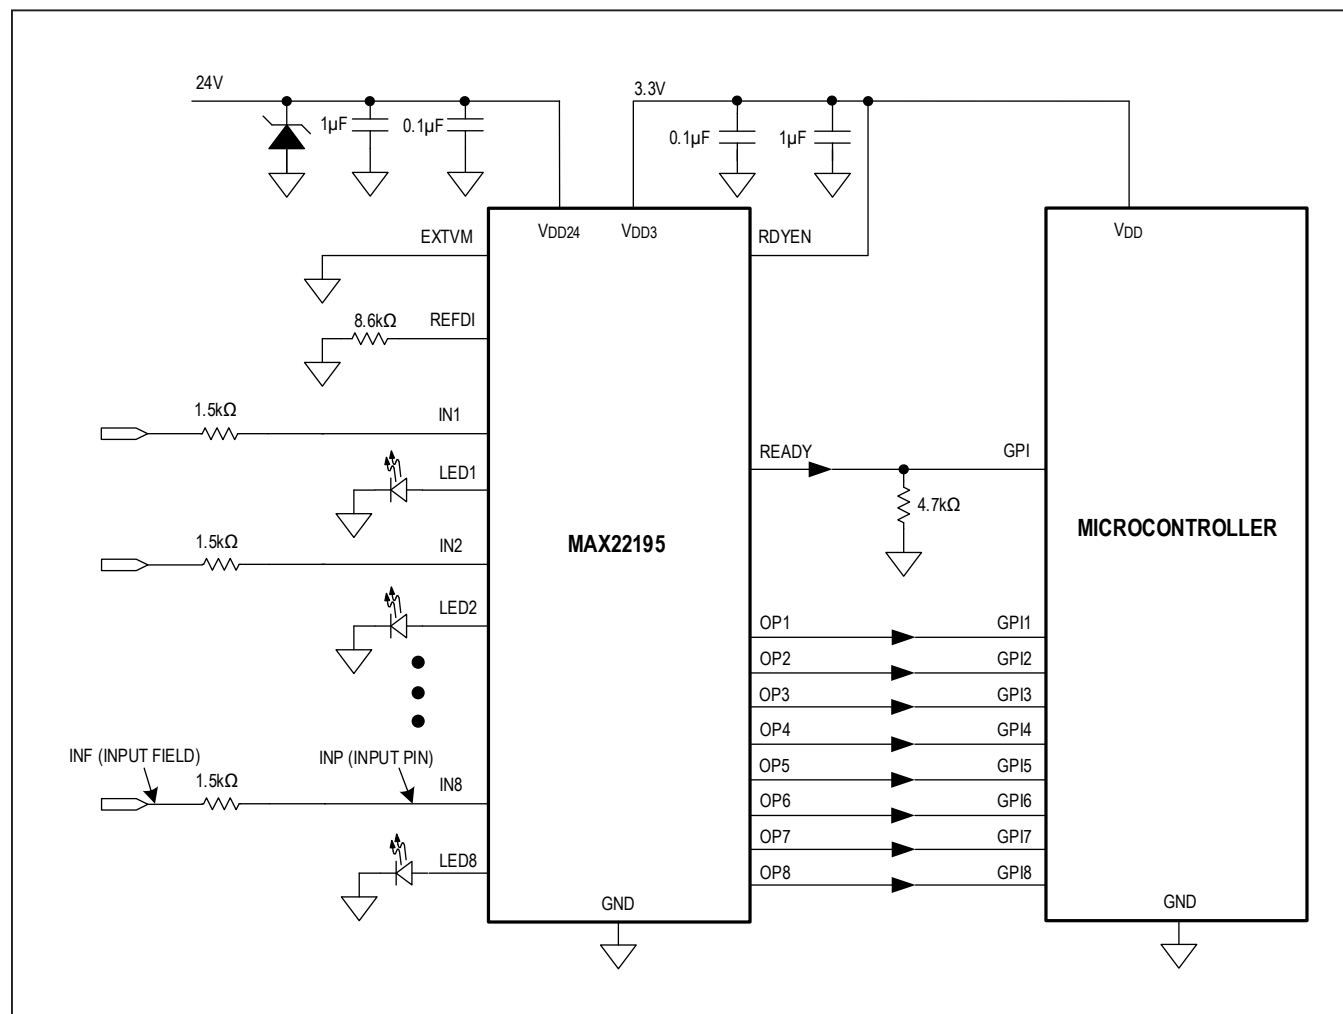 24V
3.3V
1µF
0.1µF
0.1µF
1µF
EXTVM
VDD24
VDD3
RDYEN
VDD
8.6kΩ
REFDI
1.5kΩ
IN1
READY
GPI
LED1
4.7kΩ
1.5kΩ
IN2
MAX22195
MICROCONTROLLER
LED2
OP1
GPI1
OP2
GPI2
OP3
GPI3
OP4
GPI4
INF (INPUT FIELD)
INP (INPUT PIN)
OP5
GPI5
1.5kΩ
IN8
OP6
GPI6
OP7
GPI7
LED8
OP8
GPI8
GND
GND